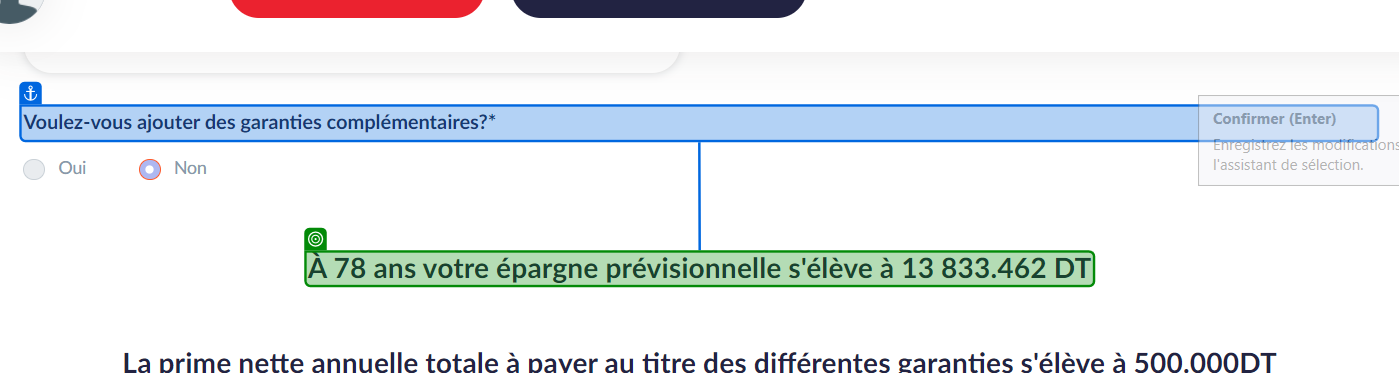 Voulez-vous ajouter des garanties complémentaires?*
Confirmer (Enter)
Enregistrez les modifications
l'assistant de sélection.
Oui
Non
À 78 ans votre épargne prévisionnelle s'élève à 13 833.462 DT
La prime nette annuelle totale à payer au titre des différentes garanties s'élève à 500.000DT